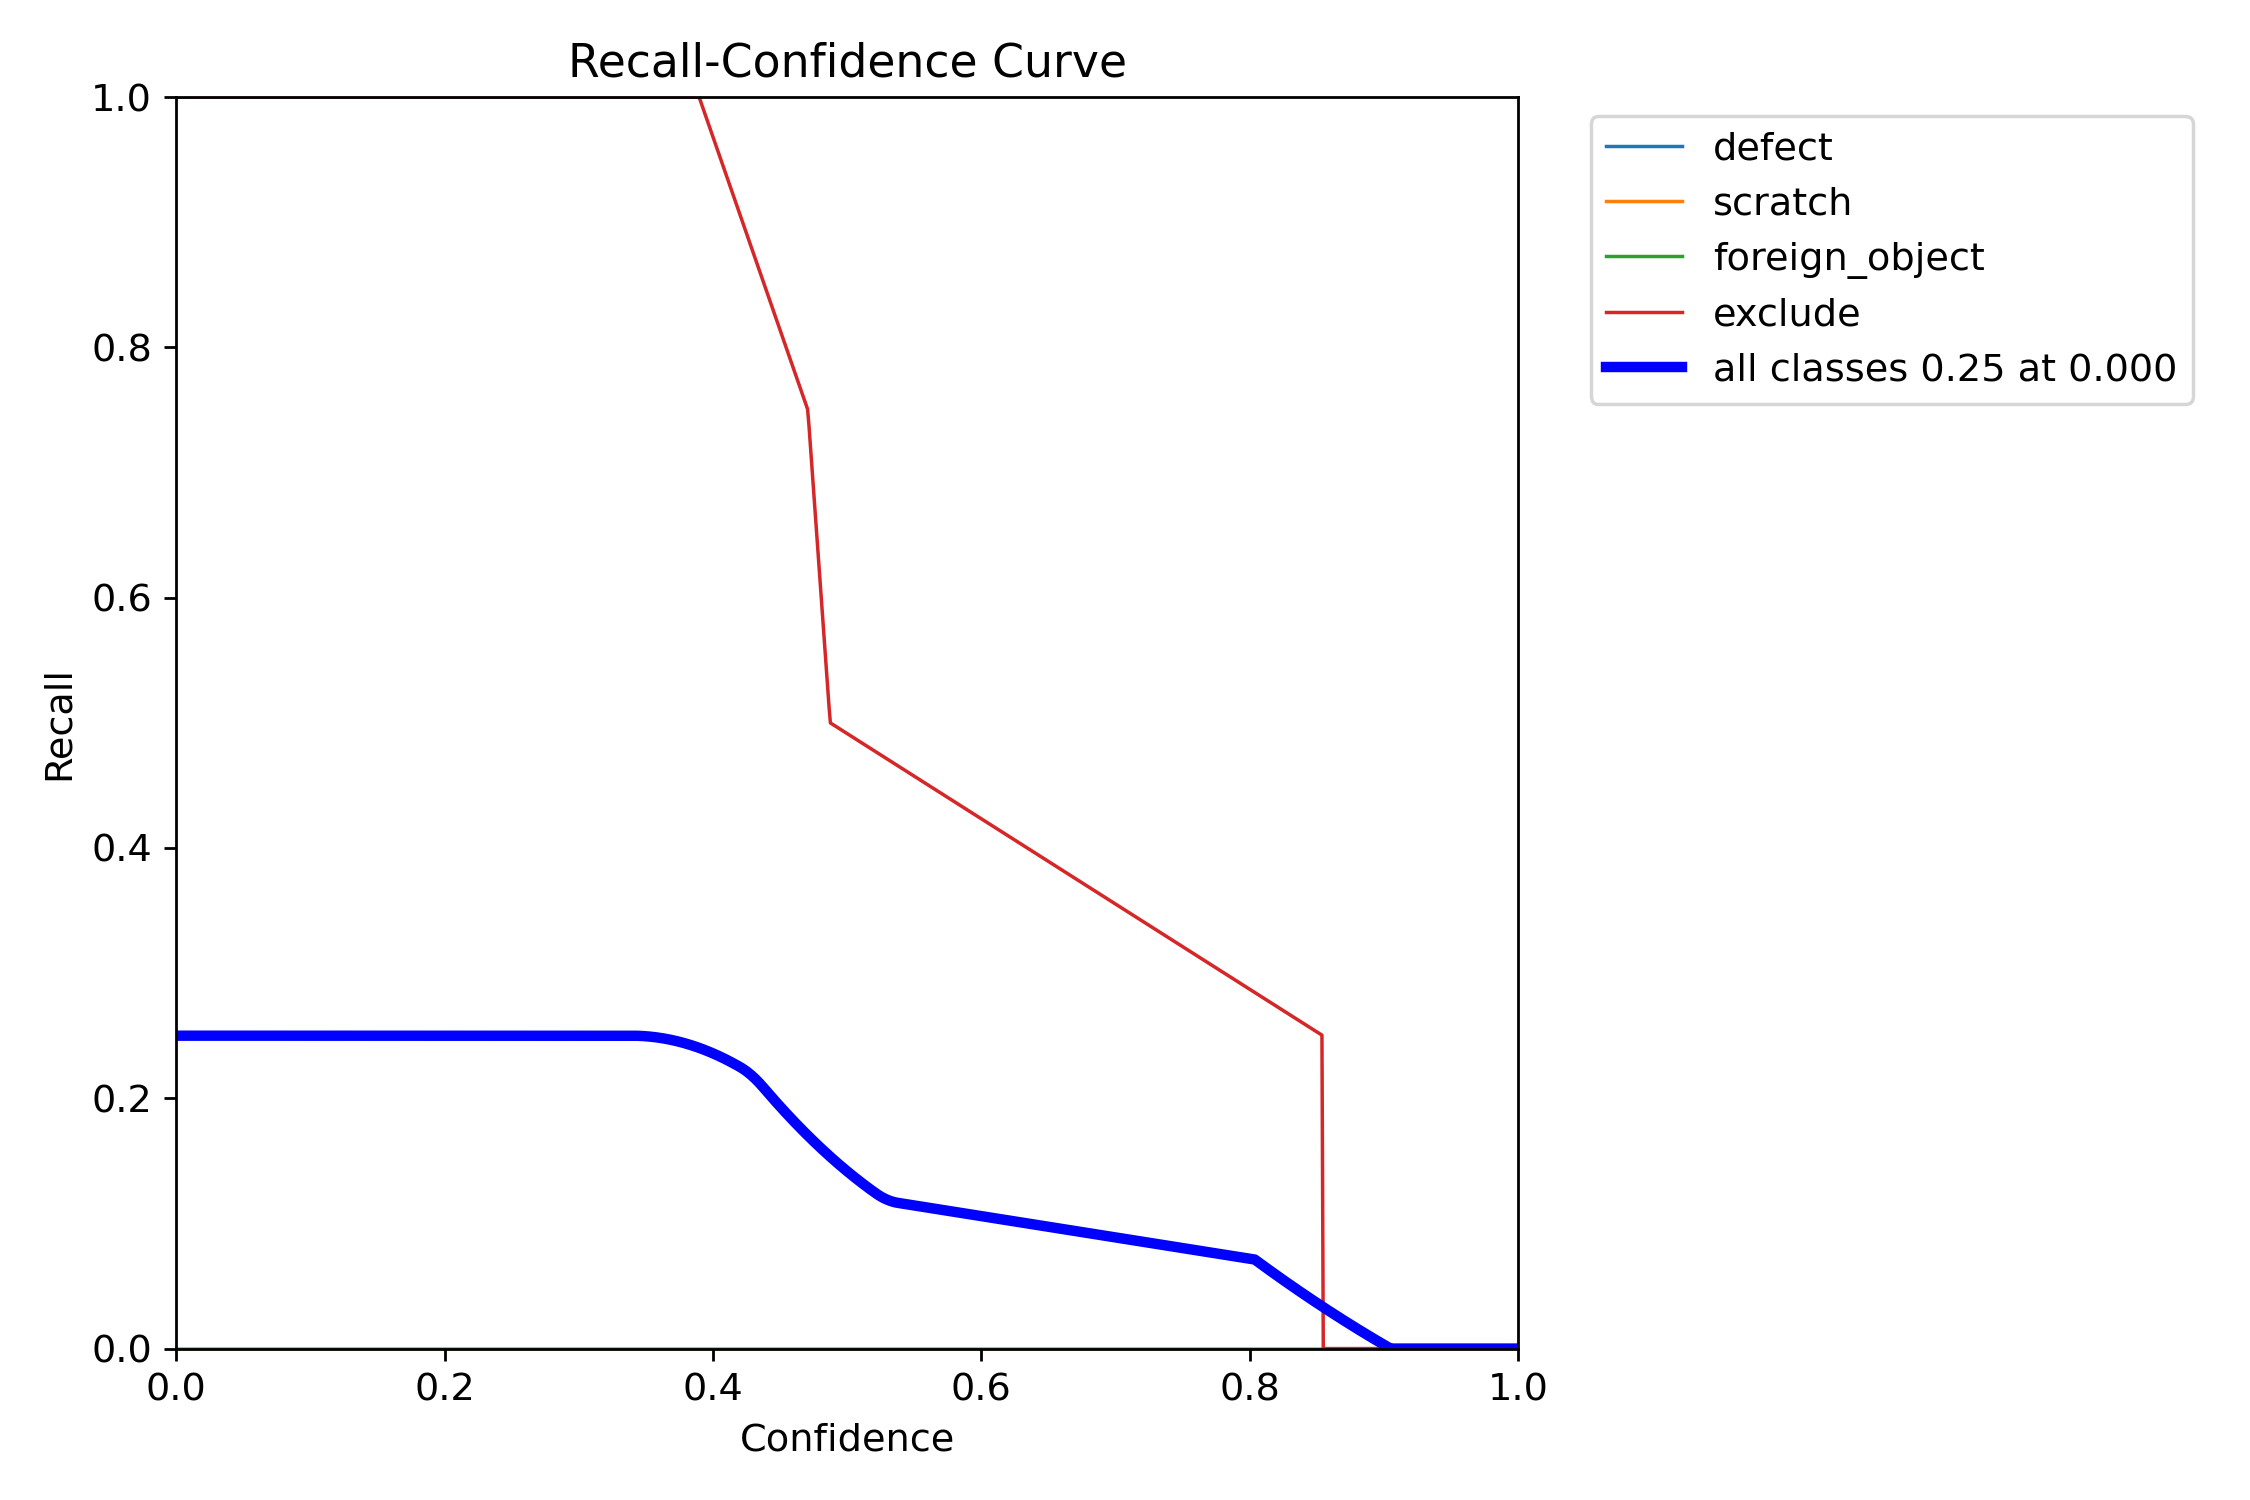 Recall-Confidence Curve
1.0
0.8
0.6
0.4
0.2
0.0
Recall
0.0 0.2 0.4 0.6 0.8 1.0
Confidence
defect
scratch
foreign_object
exclude
all classes 0.25 at 0.000